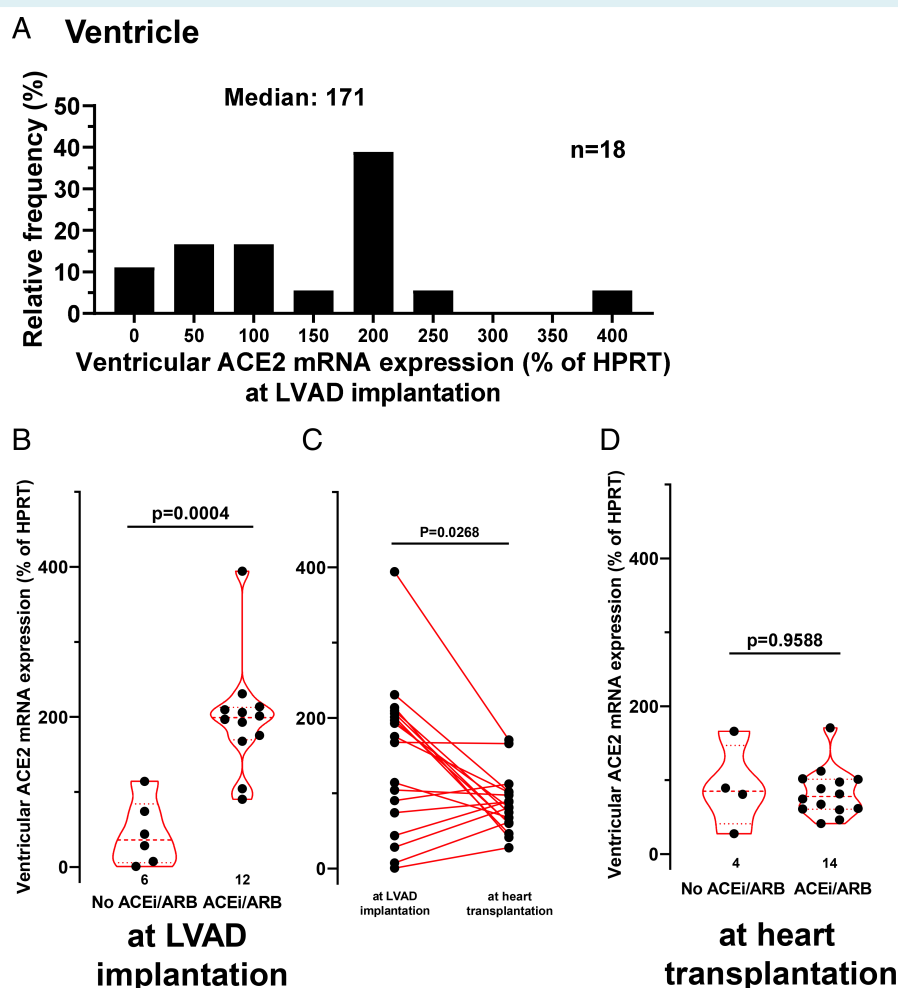 A Ventricle
Median: 171
n=18
Relative frequency (%)
50
40
30
20
10
0
0 50 100 150 200 250 300 350 400
Ventricular ACE2 mRNA expression (% of HPRT)
at LVAD implantation
B
Ventricular ACE2 mRNA expression (% of HPRT)
p=0.0004
400
200
0
6 12
No ACEi/ARB ACEi/ARB
at LVAD
implantation
C
P=0.0268
400
200
0
at LVAD
implantation
at heart
transplantation
D
Ventricular ACE2 mRNA expression (% of HPRT)
p=0.9588
400
200
0
4 14
No ACEi/ARB ACEi/ARB
at heart
transplantation